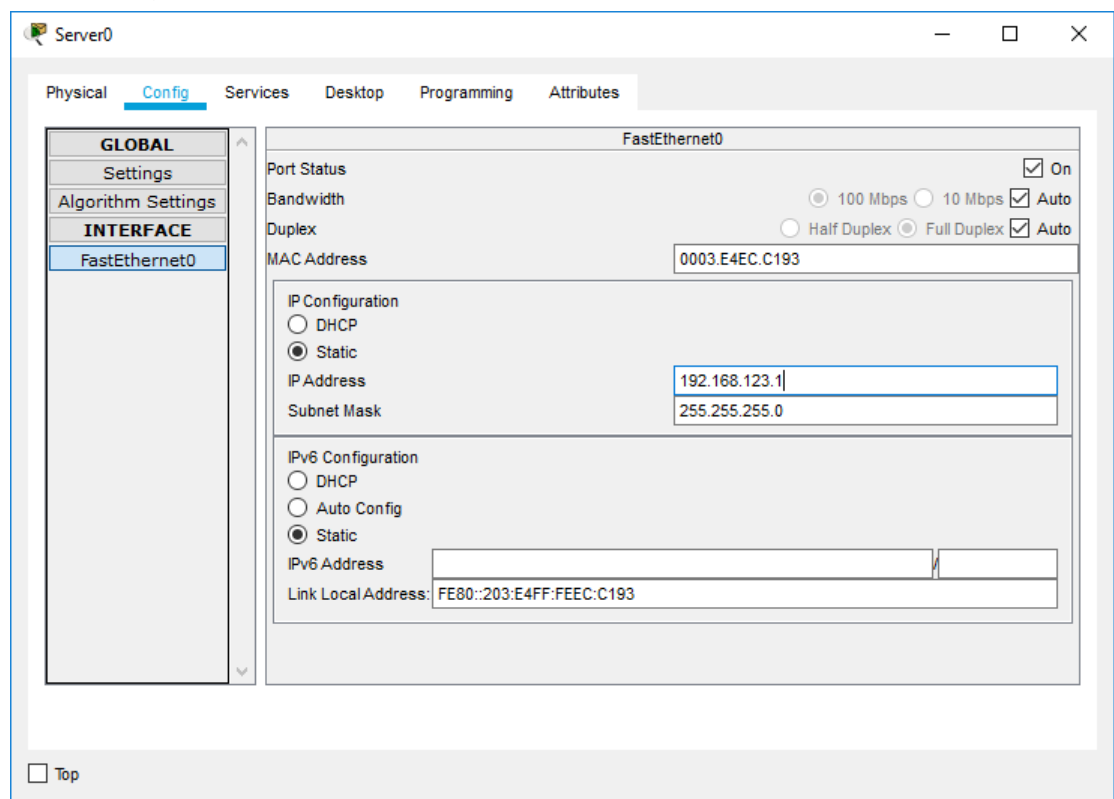 Server0
Physical Config Services Desktop Programming Attributes
GLOBAL
Settings
Algorithm Settings
INTERFACE
FastEthernet0
FastEthernet0
Port Status On
Bandwidth 100 Mbps 10 Mbps Auto
Duplex Half Duplex Full Duplex Auto
MAC Address 0003.E4EC.C193
IP Configuration
DHCP
Static
IP Address 192.168.123.1
Subnet Mask 255.255.255.0
IPv6 Configuration
DHCP
Auto Config
Static
IPv6 Address /
Link Local Address: FE80::203:E4FF:FEEC:C193
Top